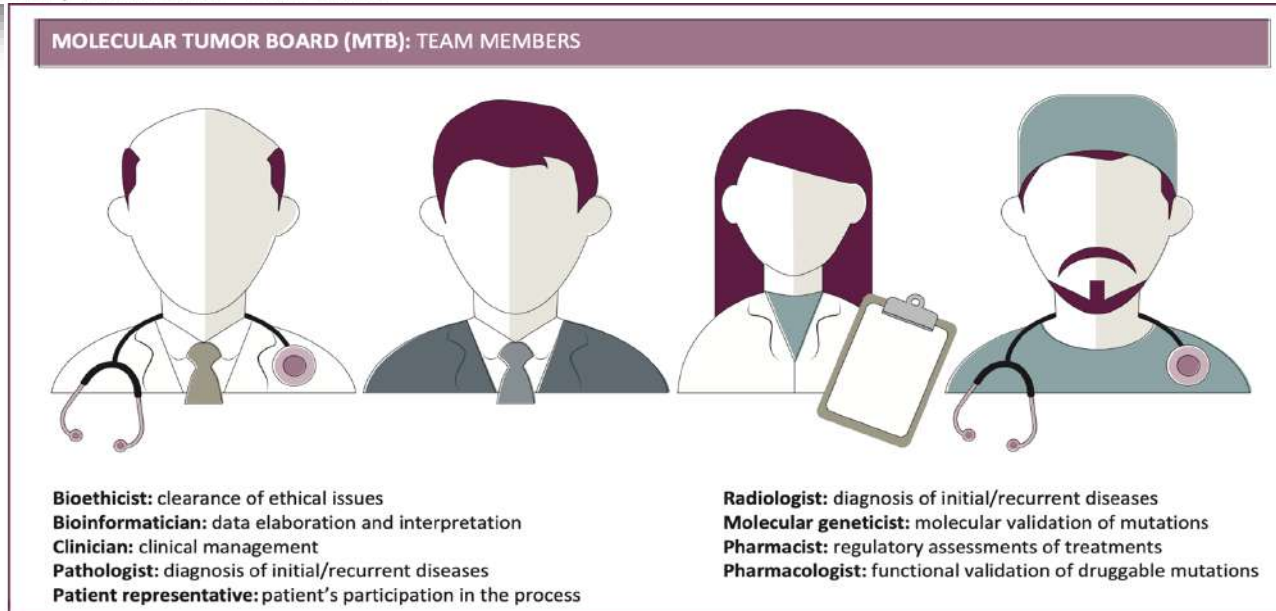 MOLECULAR TUMOR BOARD (MTB): TEAM MEMBERS
Bioethicist: clearance of ethical issues
Bioinformatician: data elaboration and interpretation
Clinician: clinical management
Pathologist: diagnosis of initial/recurrent diseases
Patient representative: patient's participation in the process
Radiologist: diagnosis of initial/recurrent diseases
Molecular geneticist: molecular validation of mutations
Pharmacist: regulatory assessments of treatments
Pharmacologist: functional validation of druggable mutations